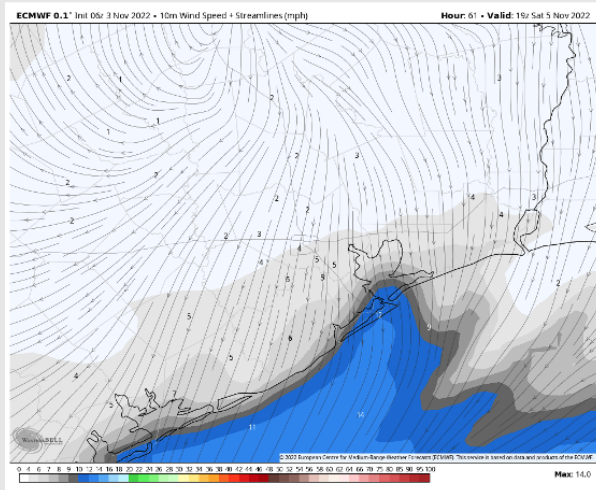 ECMWF 0.1° Init 06z 3 Nov 2022 • 10m Wind Speed + Streamlines (mph) Hour: 61 • Valid: 19z Sat 5 Nov 2022
2 1 3
2
1
1
2 3
2 2
2 4 3
2 2 4
2 3
4
4 5 5
6 5 2
5 7
9
6
5
4
7
5
14
11
WeatherBELL
© 2022 European Centre for Medium-Range Weather Forecasts (ECMWF). This service is based on data and products of the ECMWF.
0 4 6 7 8 9 10 12 14 16 18 20 22 24 26 28 30 32 34 36 38 40 42 44 46 48 50 52 54 56 58 60 62 64 66 68 70 75 80 85 90 95 100
Max: 14.0